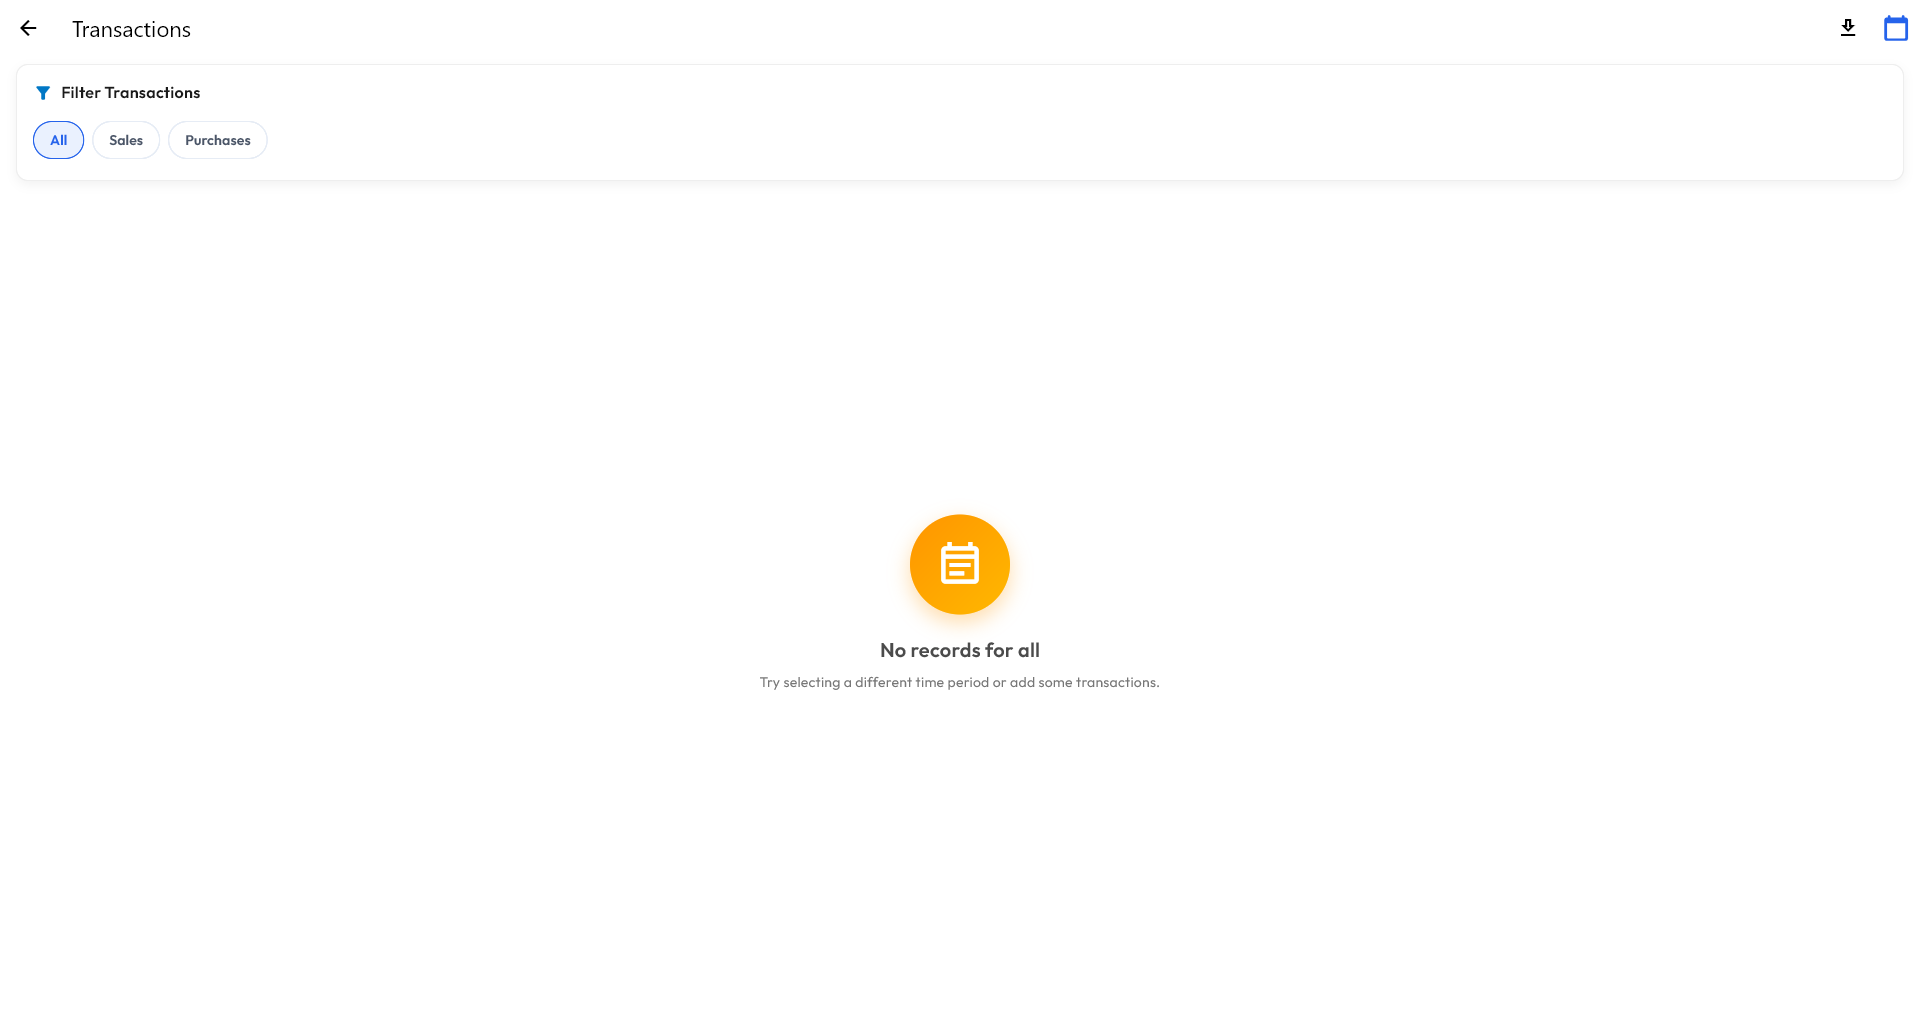 Transactions
Filter Transactions
All
Sales
Purchases
No records for all
Try selecting a different time period or add some transactions.